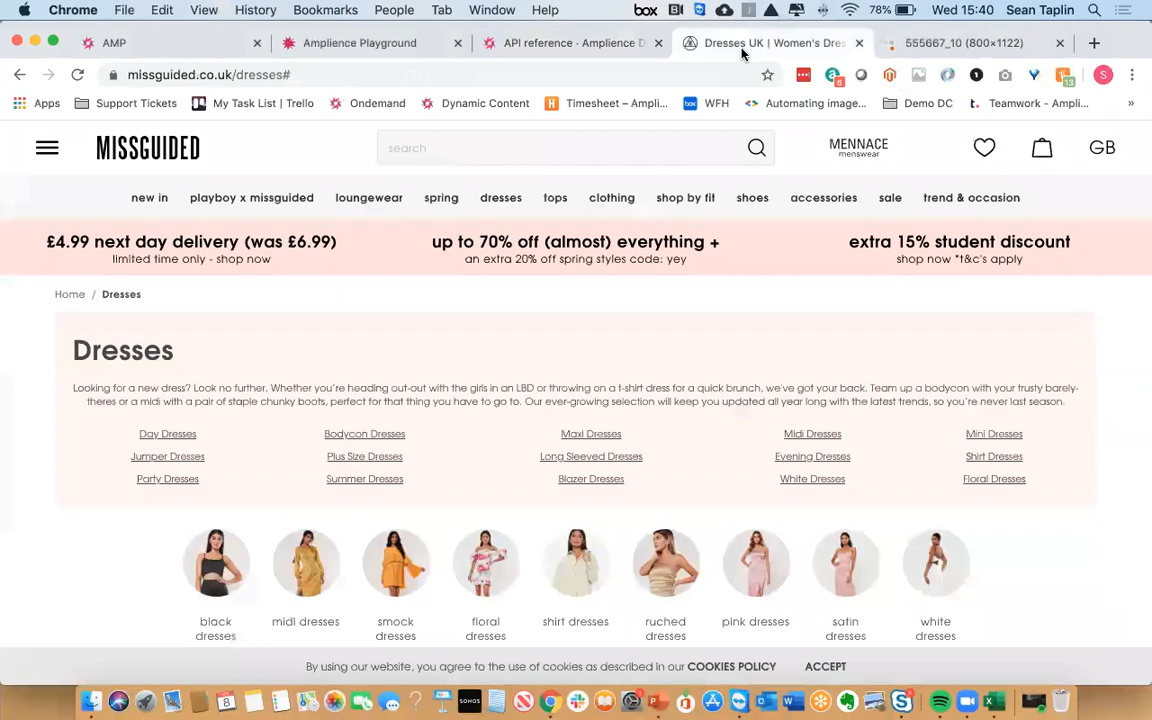 Chrome File Edit View History Bookmarks People Tab Window Help box 78% Wed 15:40 Sean Taplin
AMP Amplience Playground API reference · Amplience D Dresses UK | Women's Dres 555667_10 (800×1122)
missguided.co.uk/dresses# 6 13 S
Apps Support Tickets My Task List | Trello Ondemand Dynamic Content Timesheet – Ampli... WFH Automating image... Demo DC Teamwork - Ampli... »
MISSGUIDED search MENNACE GB
menswear
new in playboy x missguided loungewear spring dresses tops clothing shop by fit shoes accessories sale trend & occasion
£4.99 next day delivery (was £6.99) up to 70% off (almost) everything + extra 15% student discount
limited time only - shop now an extra 20% off spring styles code: yey shop now *t&c's apply
Home / Dresses
Dresses
Looking for a new dress? Look no further. Whether you're heading out-out with the girls in an LBD or throwing on a t-shirt dress for a quick brunch, we've got your back. Team up a bodycon with your trusty barely-
theres or a midi with a pair of staple chunky boots, perfect for that thing you have to go to. Our ever-growing selection will keep you updated all year long with the latest trends, so you're never last season.
Day Dresses Bodycon Dresses Maxi Dresses Midi Dresses Mini Dresses
Jumper Dresses Plus Size Dresses Long Sleeved Dresses Evening Dresses Shirt Dresses
Party Dresses Summer Dresses Blazer Dresses White Dresses Floral Dresses
black dresses
midi dresses
smock dresses
floral dresses
shirt dresses
ruched dresses
pink dresses
satin dresses
white dresses
By using our website, you agree to the use of cookies as described in our COOKIES POLICY ACCEPT
8 SONOS